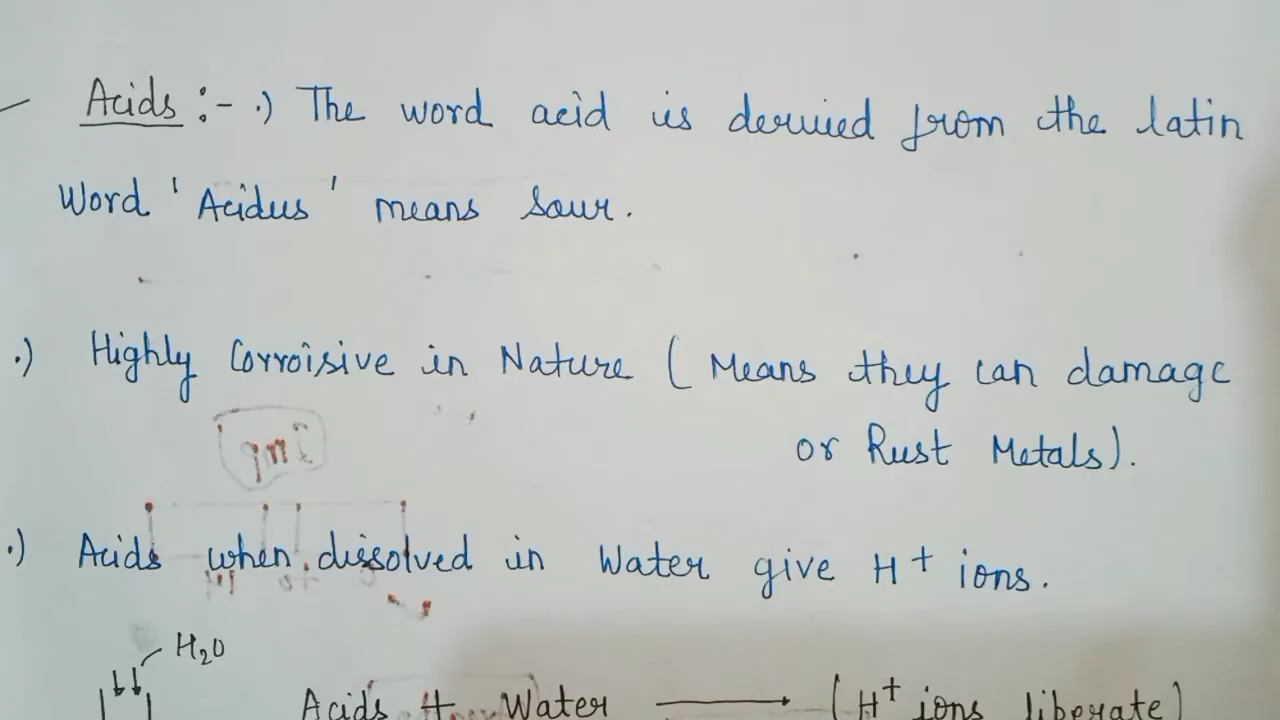 Acids :- .) The word acid is derived from the latin
Word 'Acidus' means sour.
.) Highly Corroisive in Nature ( Means they can damage
or Rust Metals).
.) Acids when dissolved in Water give H+ ions.
H2O
Acids + Water ⟶ (H+ ions liberate)